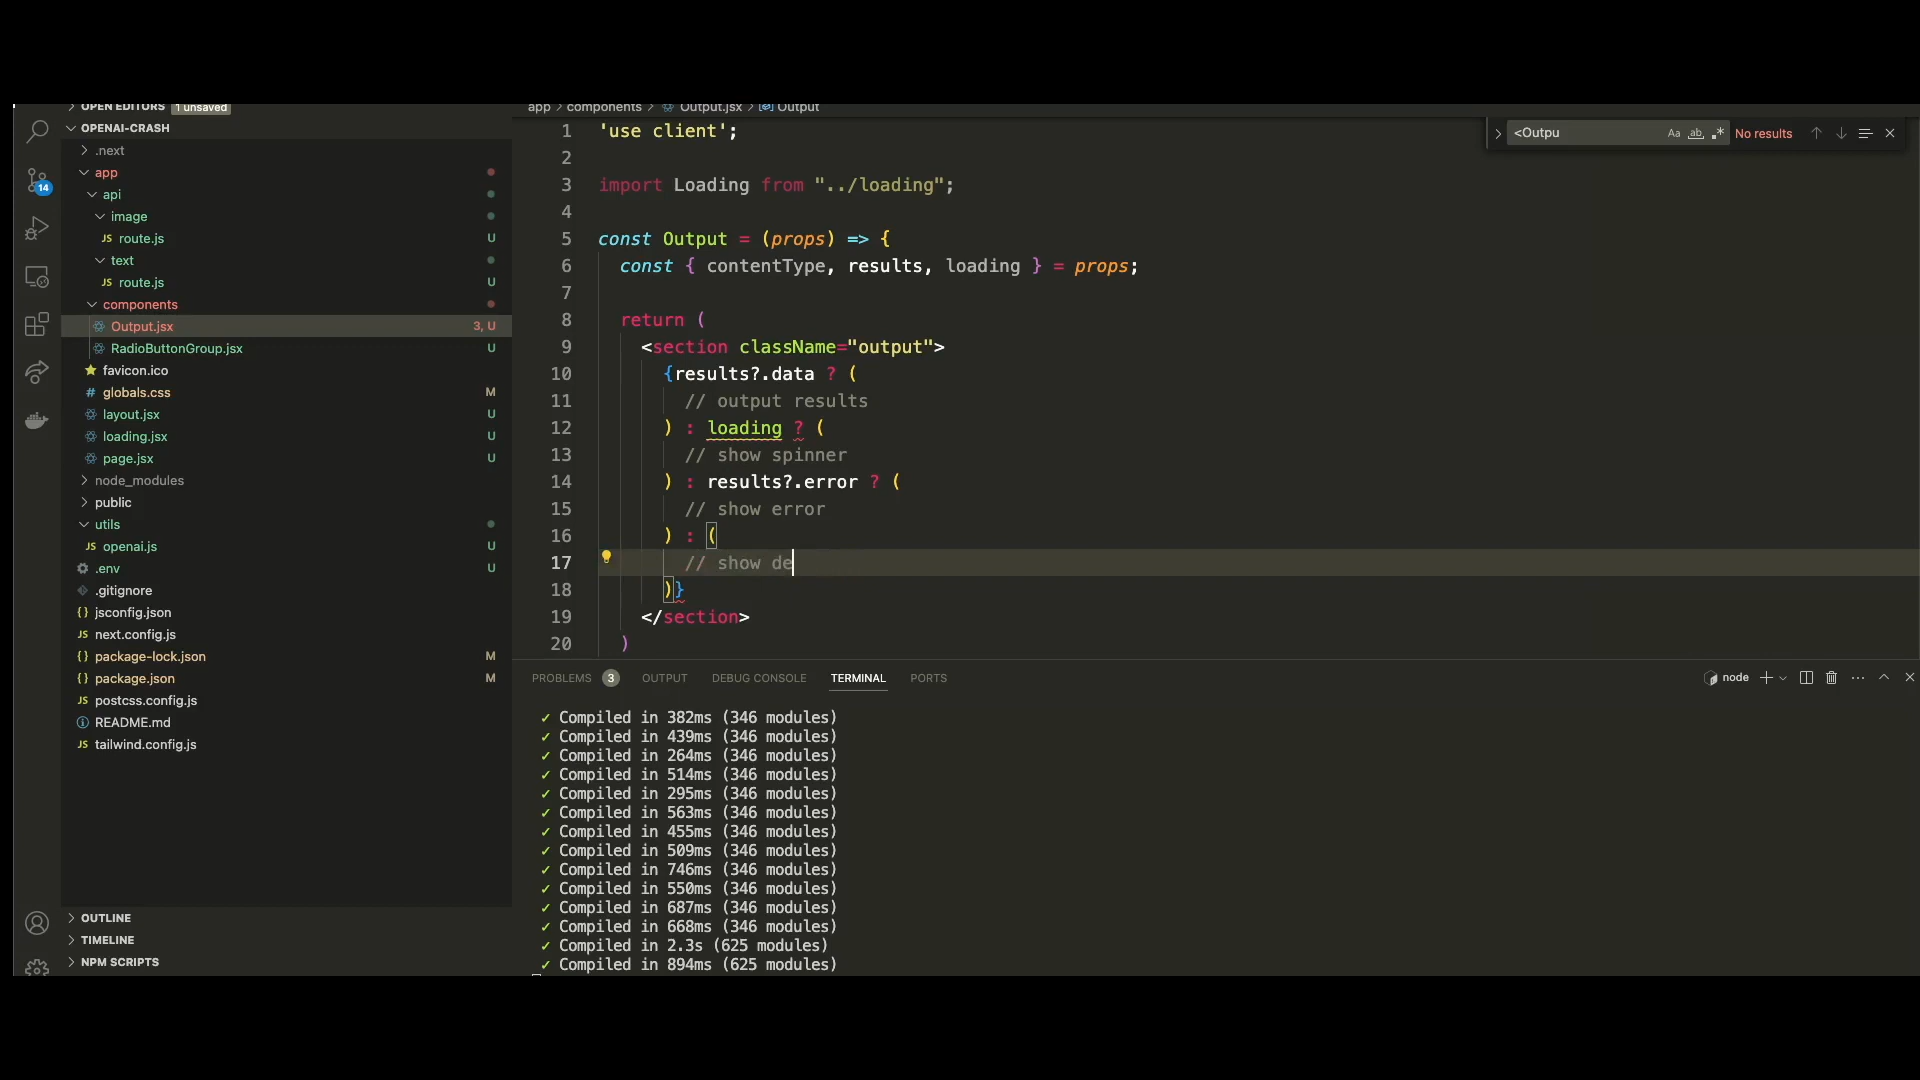 OPEN EDITORS 1 unsaved
OPENAI-CRASH
.next
app
api
image
JS route.js U
text
JS route.js U
components
Output.jsx 3, U
RadioButtonGroup.jsx U
favicon.ico
# globals.css M
layout.jsx U
loading.jsx U
page.jsx U
node_modules
public
utils
JS openai.js U
.env U
.gitignore
{} jsconfig.json
JS next.config.js
{} package-lock.json M
{} package.json M
JS postcss.config.js
README.md
JS tailwind.config.js
OUTLINE
TIMELINE
NPM SCRIPTS
14
app > components > Output.jsx > Output
<Outpu Aa ab .* No results
1 'use client';
2
3 import Loading from "../loading";
4
5 const Output = (props) => {
6 const { contentType, results, loading } = props;
7
8 return (
9 <section className="output">
10 {results?.data ? (
11 // output results
12 ) : loading ? (
13 // show spinner
14 ) : results?.error ? (
15 // show error
16 ) : (
17 // show de
18 )}
19 </section>
20 )
PROBLEMS 3 OUTPUT DEBUG CONSOLE TERMINAL PORTS node
✓ Compiled in 382ms (346 modules)
✓ Compiled in 439ms (346 modules)
✓ Compiled in 264ms (346 modules)
✓ Compiled in 514ms (346 modules)
✓ Compiled in 295ms (346 modules)
✓ Compiled in 563ms (346 modules)
✓ Compiled in 455ms (346 modules)
✓ Compiled in 509ms (346 modules)
✓ Compiled in 746ms (346 modules)
✓ Compiled in 550ms (346 modules)
✓ Compiled in 687ms (346 modules)
✓ Compiled in 668ms (346 modules)
✓ Compiled in 2.3s (625 modules)
✓ Compiled in 894ms (625 modules)